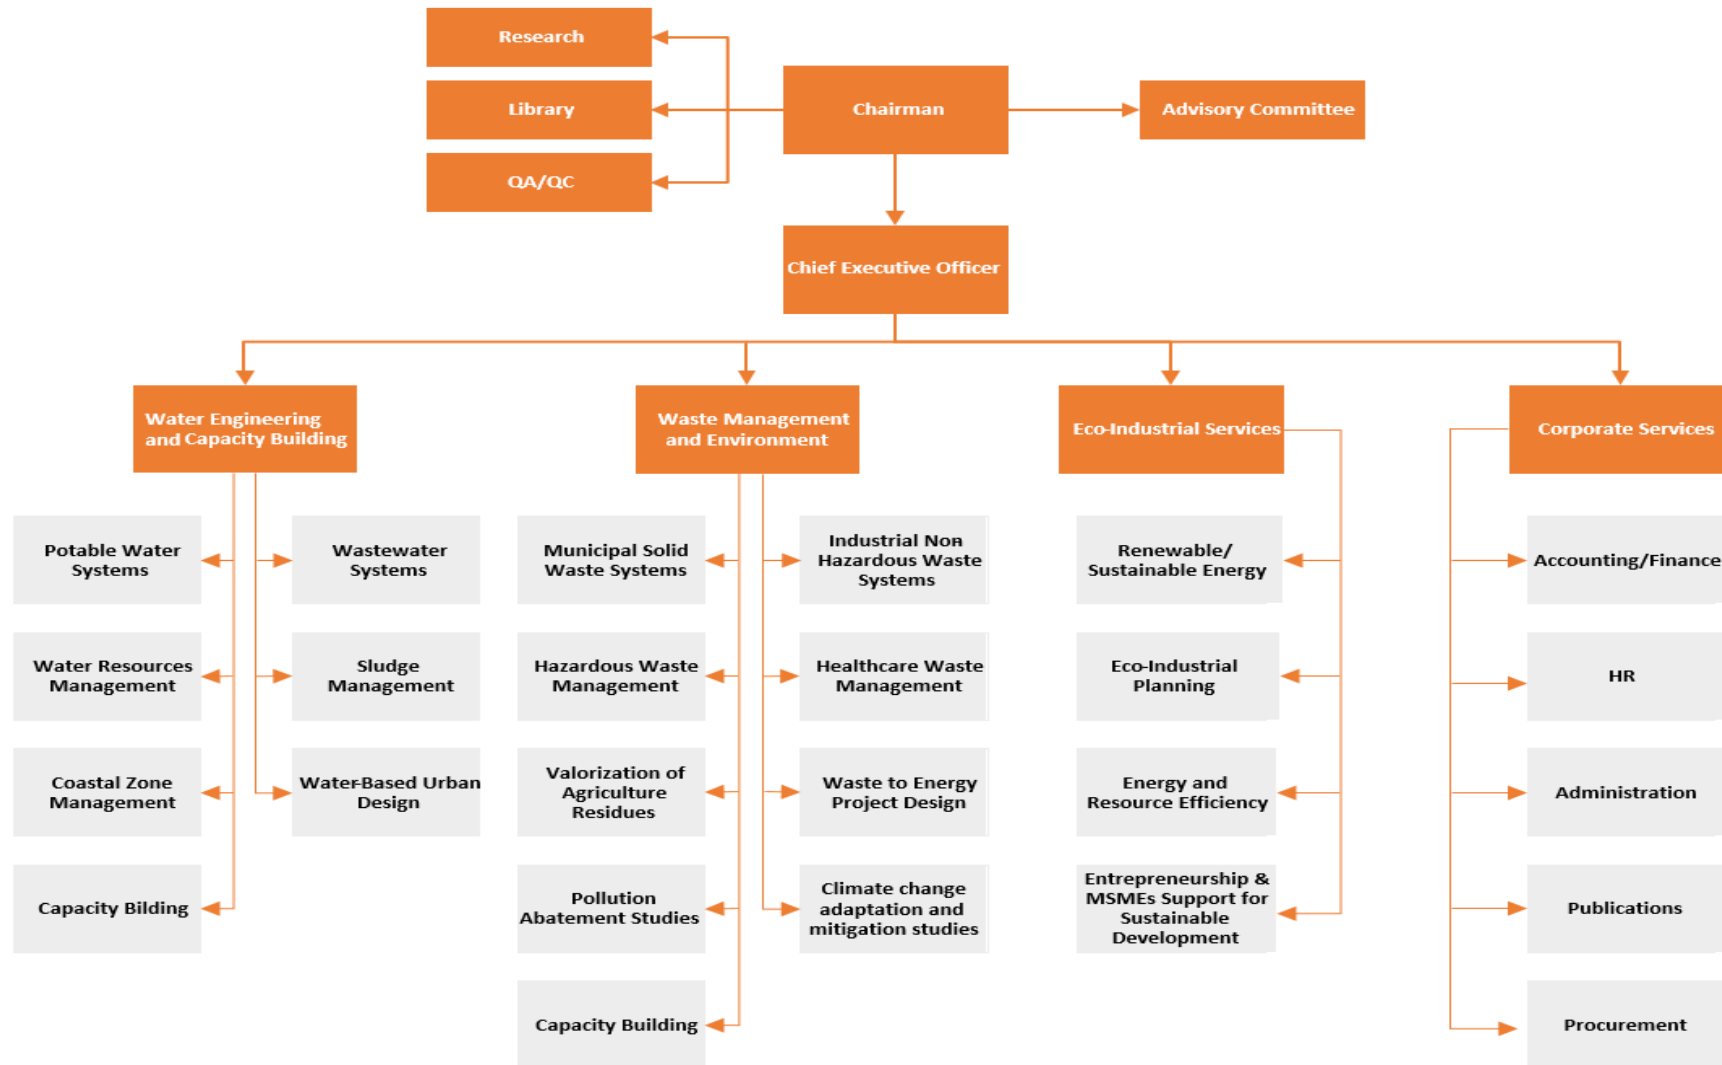 Research
Library
QA/QC
Chairman
Advisory Committee
Chief Executive Officer
Water Engineering
and Capacity Building
Waste Management
and Environment
Eco-Industrial Services
Corporate Services
Potable Water
Systems
Wastewater
Systems
Water Resources
Management
Sludge
Management
Coastal Zone
Management
Water-Based Urban
Design
Capacity Bilding
Municipal Solid
Waste Systems
Industrial Non
Hazardous Waste
Systems
Hazardous Waste
Management
Healthcare Waste
Management
Valorization of
Agriculture
Residues
Waste to Energy
Project Design
Pollution
Abatement Studies
Climate change
adaptation and
mitigation studies
Capacity Building
Renewable/
Sustainable Energy
Eco-Industrial
Planning
Energy and
Resource Efficiency
Entrepreneurship &
MSMEs Support for
Sustainable
Development
Accounting/Finance
HR
Administration
Publications
Procurement